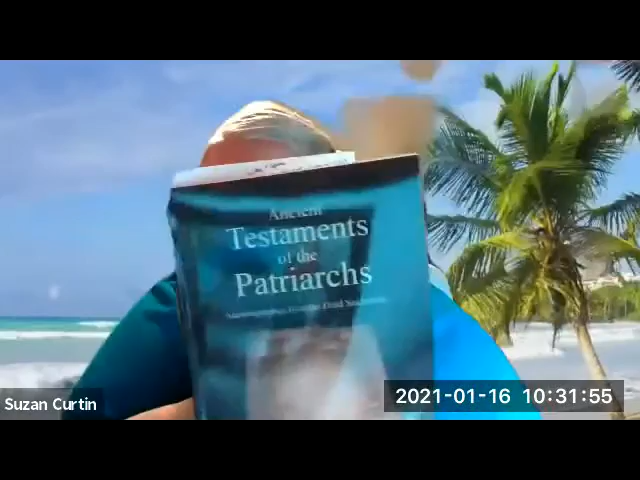 Ancient
Testaments
of the
Patriarchs
Suzan Curtin
2021-01-16 10:31:55